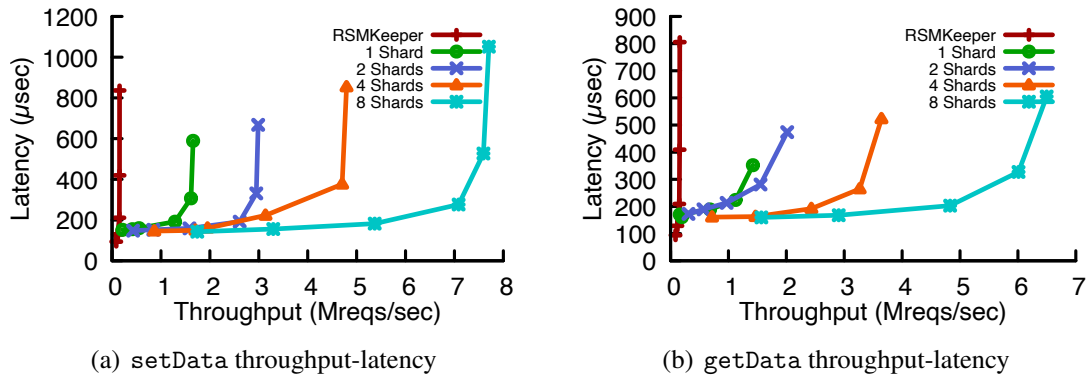 1200
1000
800
600
400
200
0
Latency (μsec)
RSMKeeper
1 Shard
2 Shards
4 Shards
8 Shards
0 1 2 3 4 5 6 7 8
Throughput (Mreqs/sec)
(a) setData throughput-latency
900
800
700
600
500
400
300
200
100
0
Latency (μsec)
RSMKeeper
1 Shard
2 Shards
4 Shards
8 Shards
0 1 2 3 4 5 6 7
Throughput (Mreqs/sec)
(b) getData throughput-latency